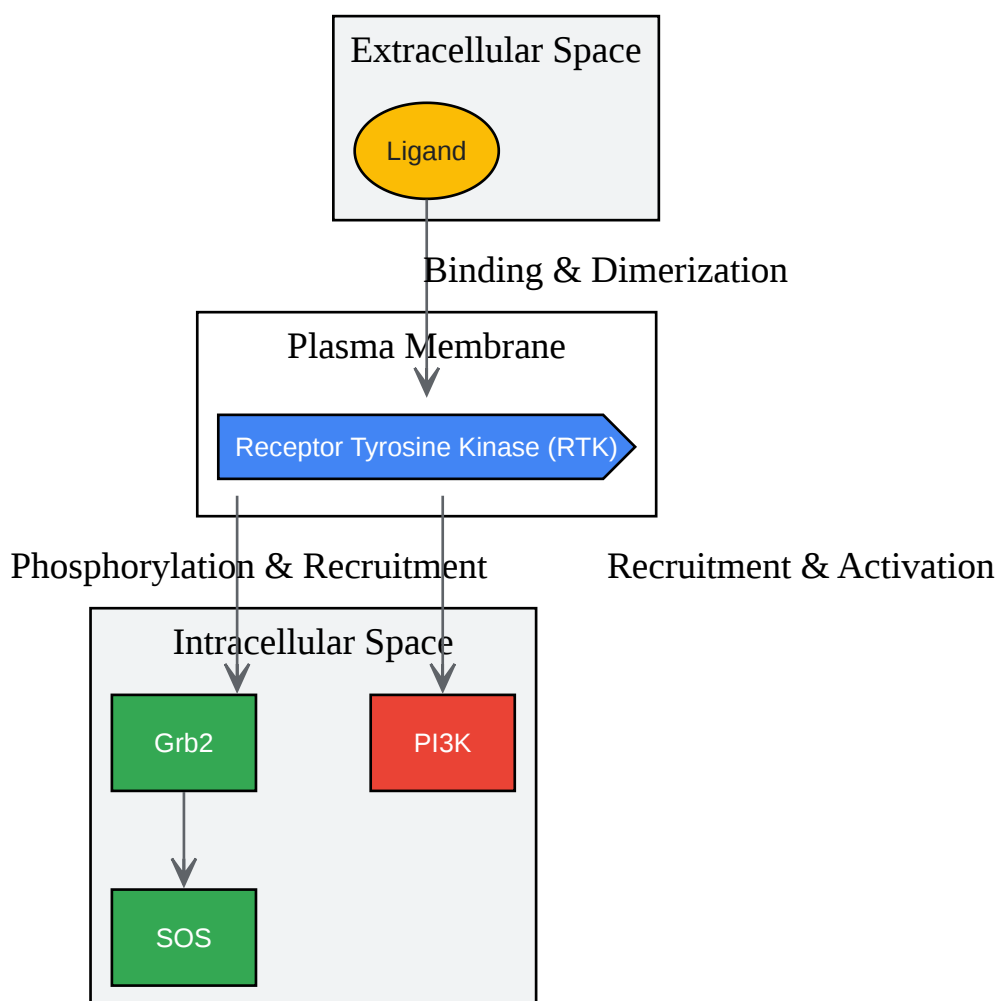 Extracellular Space
Ligand
Binding & Dimerization
Plasma Membrane
Receptor Tyrosine Kinase (RTK)
Phosphorylation & Recruitment
Recruitment & Activation
Intracellular Space
Grb2
PI3K
SOS